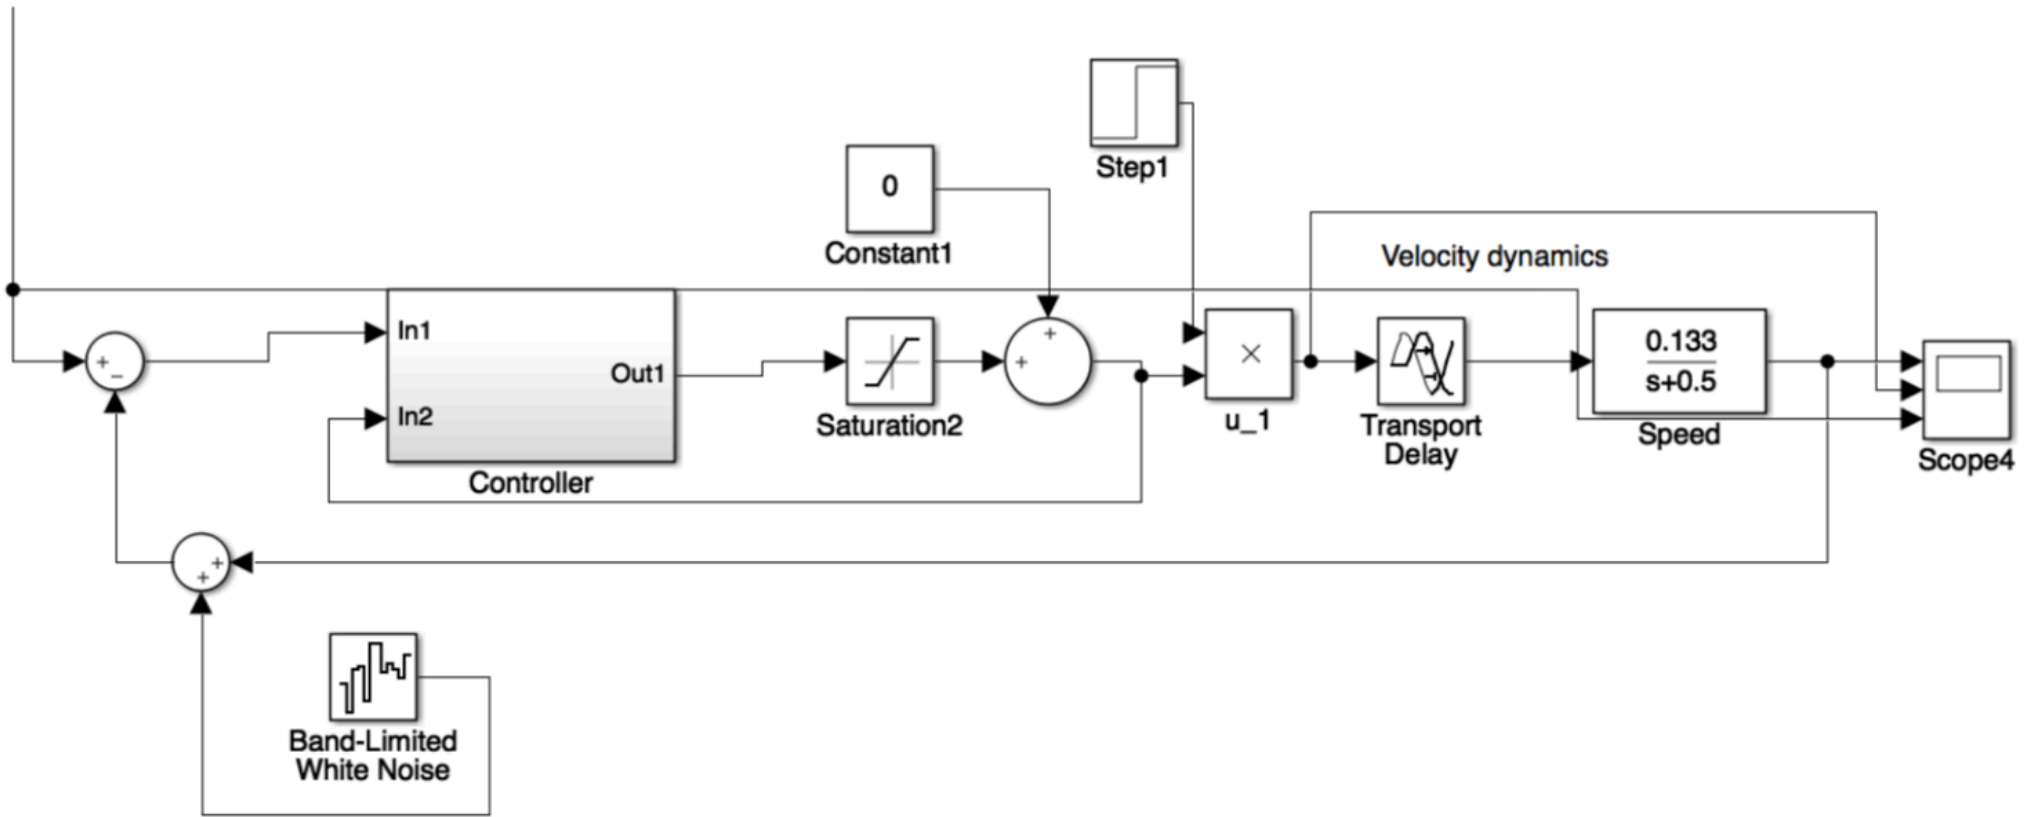 Step1
0
Constant1
Velocity dynamics
In1
Out1
In2
Controller
Saturation2
+
+
+
−
×
u_1
Transport
Delay
0.133
s+0.5
Speed
Scope4
+
+
Band-Limited
White Noise